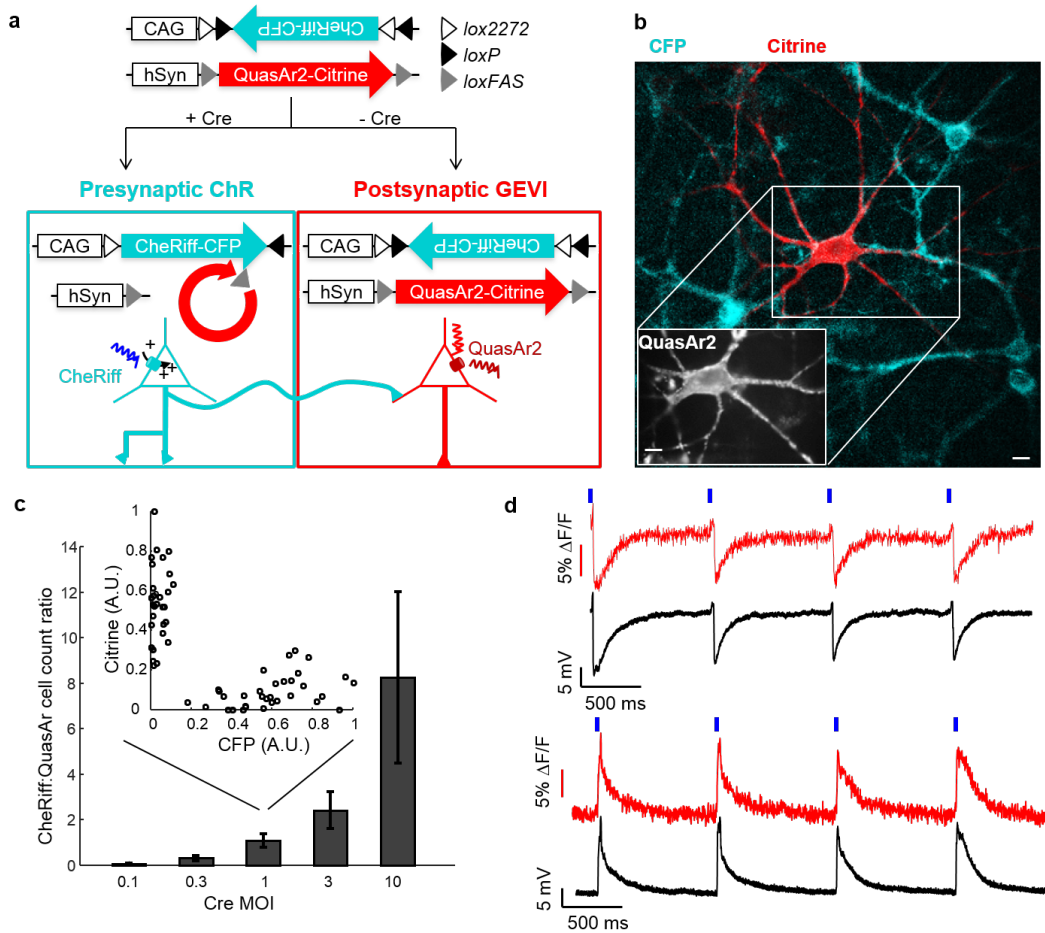 a
CAG
CheRiff-CFP
lox2272
loxP
hSyn
QuasAr2-Citrine
loxFAS
+ Cre
- Cre
Presynaptic ChR
Postsynaptic GEVI
CAG
CheRiff-CFP
CAG
CheRiff-CFP
hSyn
hSyn
QuasAr2-Citrine
+
+
+
CheRiff
QuasAr2
b
CFP
Citrine
QuasAr2
c
CheRiff:QuasAr cell count ratio
14
12
10
8
6
4
2
0
0.1
0.3
1
3
10
Cre MOI
Citrine (A.U.)
1
0.8
0.6
0.4
0.2
0
0
0.2
0.4
0.6
0.8
1
CFP (A.U.)
d
5% ΔF/F
5 mV
500 ms
5% ΔF/F
5 mV
500 ms